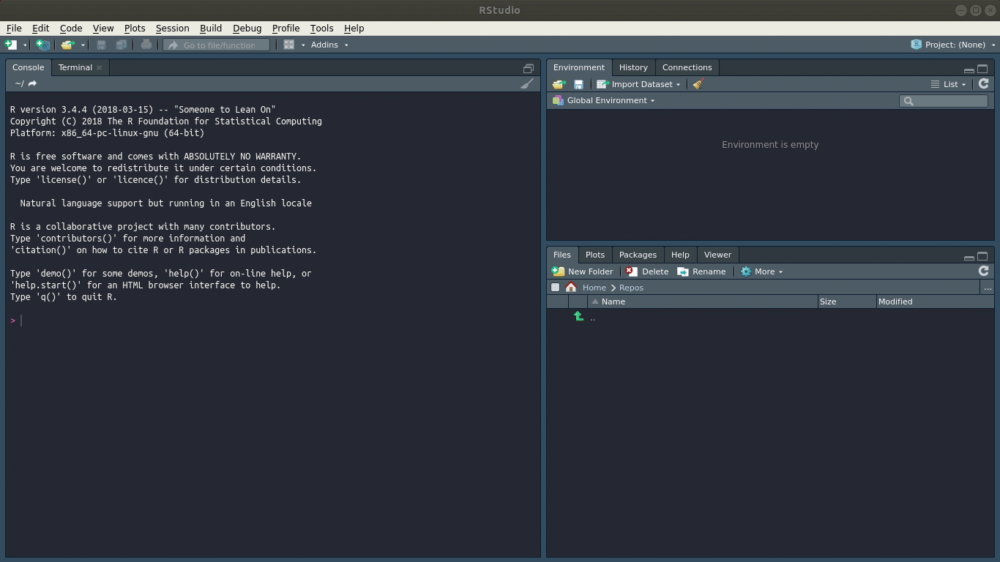 RStudio
File Edit Code View Plots Session Build Debug Profile Tools Help
Go to file/function Addins Project: (None)
Console Terminal
~/
R version 3.4.4 (2018-03-15) -- "Someone to Lean On"
Copyright (C) 2018 The R Foundation for Statistical Computing
Platform: x86_64-pc-linux-gnu (64-bit)
R is free software and comes with ABSOLUTELY NO WARRANTY.
You are welcome to redistribute it under certain conditions.
Type 'license()' or 'licence()' for distribution details.
Natural language support but running in an English locale
R is a collaborative project with many contributors.
Type 'contributors()' for more information and
'citation()' on how to cite R or R packages in publications.
Type 'demo()' for some demos, 'help()' for on-line help, or
'help.start()' for an HTML browser interface to help.
Type 'q()' to quit R.
>
Environment History Connections
Import Dataset List
Global Environment
Environment is empty
Files Plots Packages Help Viewer
New Folder Delete Rename More
Home Repos ...
Name Size Modified
..